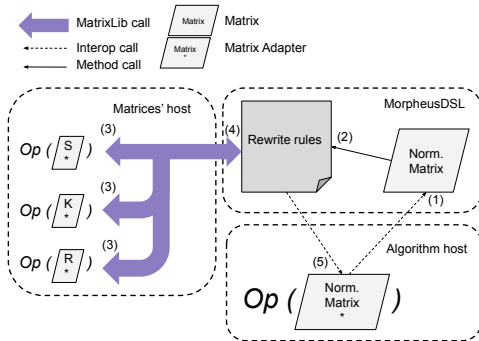 MatrixLib call
Matrix
Matrix
Interop call
Matrix
*
Matrix Adapter
Method call
Matrices' host
MorpheusDSL
(3)
(4)
(2)
Op ( S * )
Rewrite rules
Norm.
Matrix
(3)
Op ( K * )
(1)
(3)
Op ( R * )
Algorithm host
(5)
Op ( Norm. Matrix * )